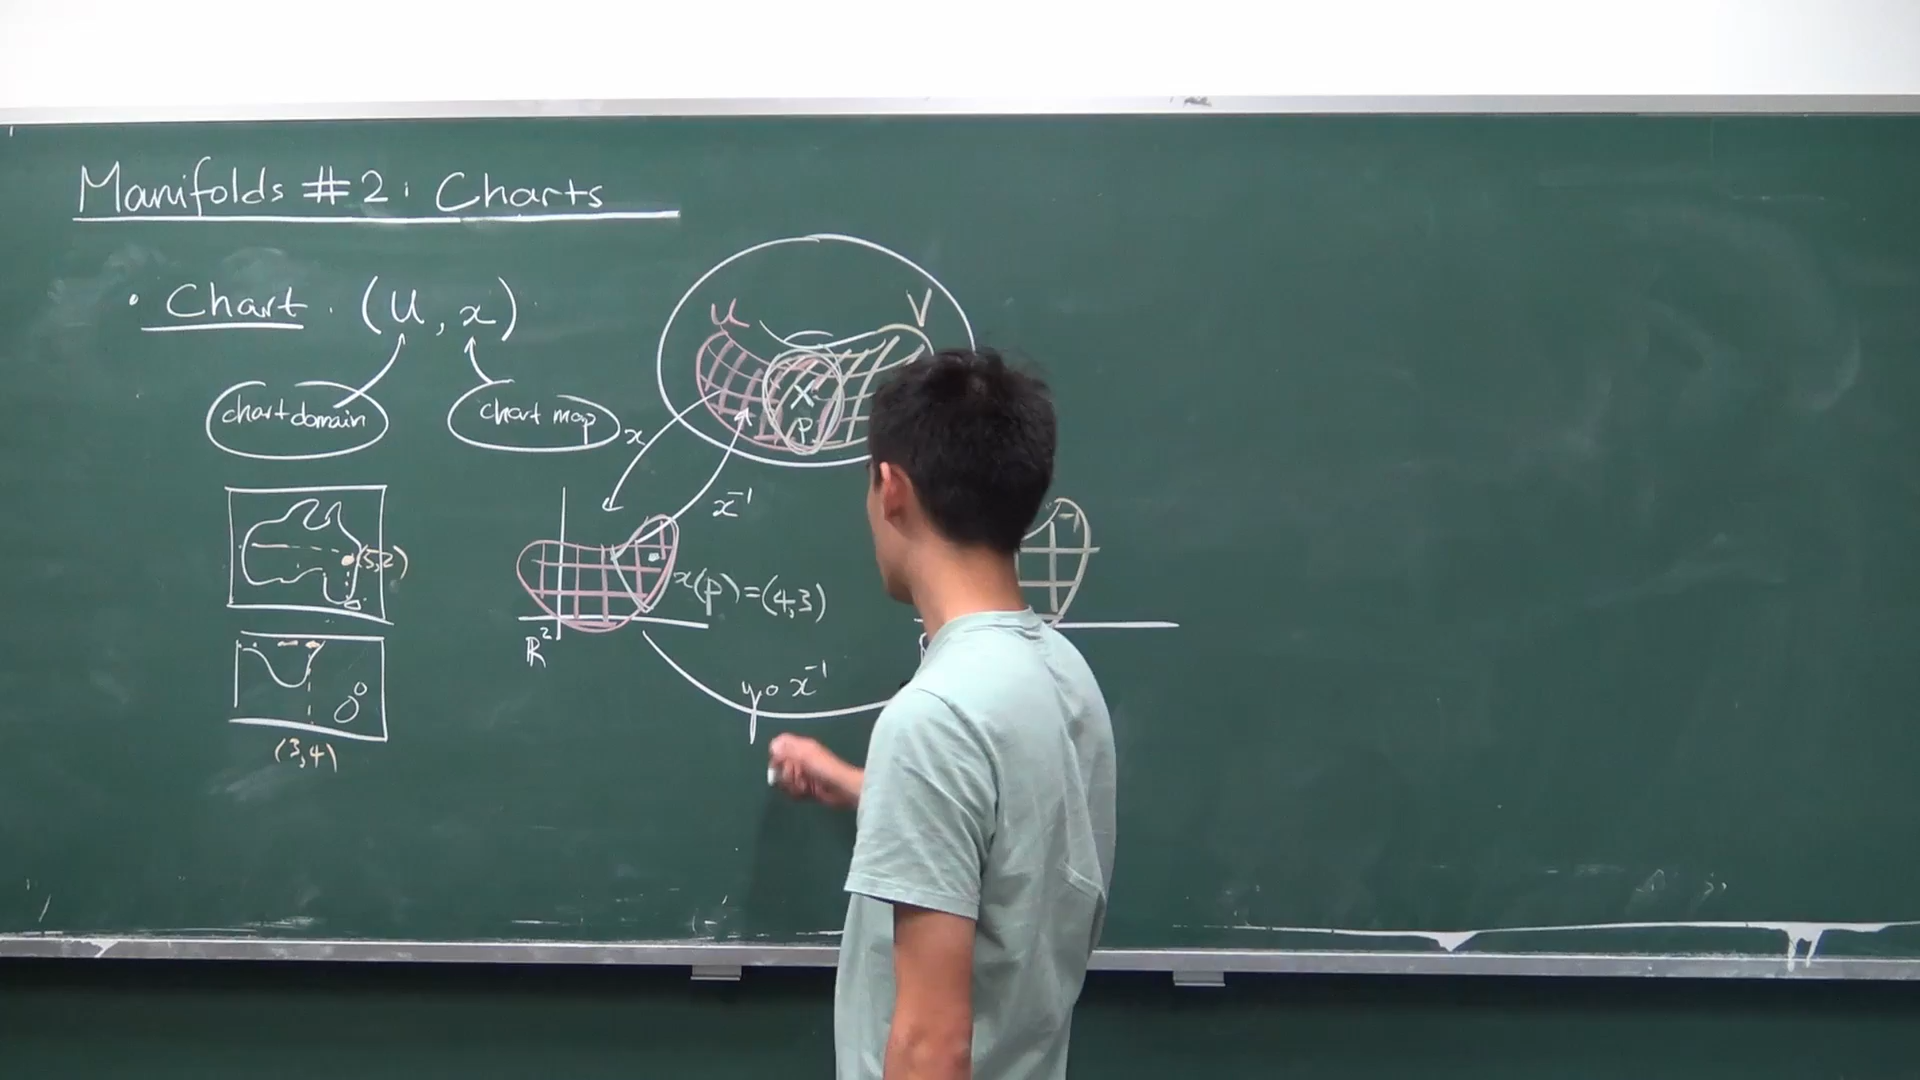 Manifolds #2: Charts
• Chart. (U, x)
chart domain
chart map
U
V
x
p
x⁻¹
(5,2)
x(p)=(4,3)
ℝ²
y∘x⁻¹
(3,4)